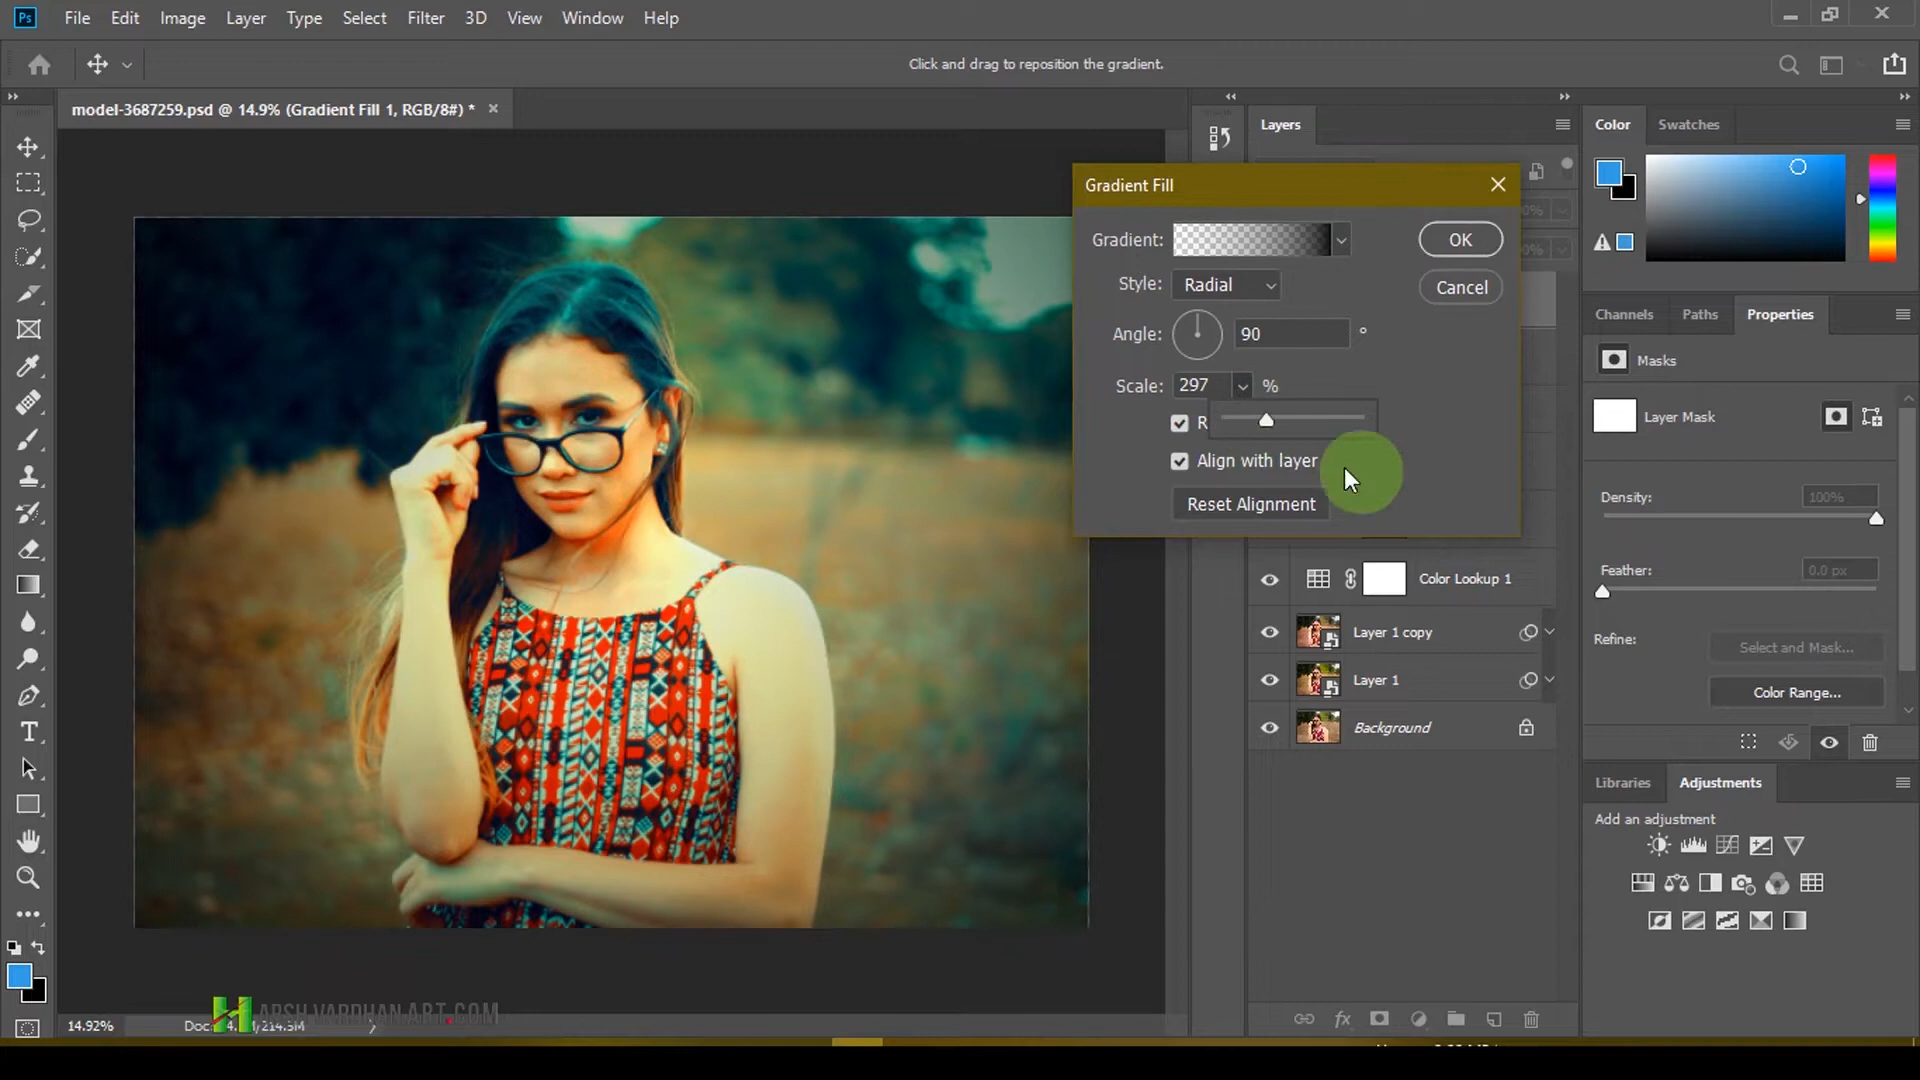 Ps File Edit Image Layer Type Select Filter 3D View Window Help
Click and drag to reposition the gradient.
model-3687259.psd @ 14.9% (Gradient Fill 1, RGB/8#) *
Layers
Color Swatches
Gradient Fill
Gradient:
OK
Style: Radial
Cancel
Angle: 90 °
Scale: 297 %
R
Align with layer
Reset Alignment
Channels Paths Properties
Masks
Layer Mask
Density: 100%
Feather: 0.0 px
Refine:
Select and Mask...
Color Range...
Color Lookup 1
Layer 1 copy
Layer 1
Background
Libraries Adjustments
Add an adjustment
fx
14.92%
HARSH VARDHAN ART.COM